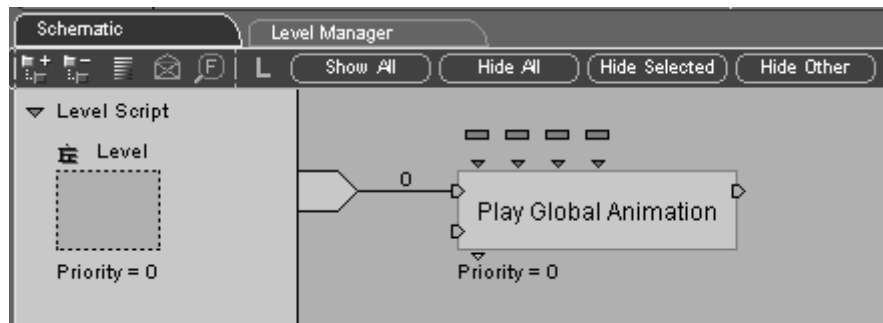 Schematic Level Manager
L Show All Hide All Hide Selected Hide Other
Level Script
Level
0
Play Global Animation
Priority = 0
Priority = 0